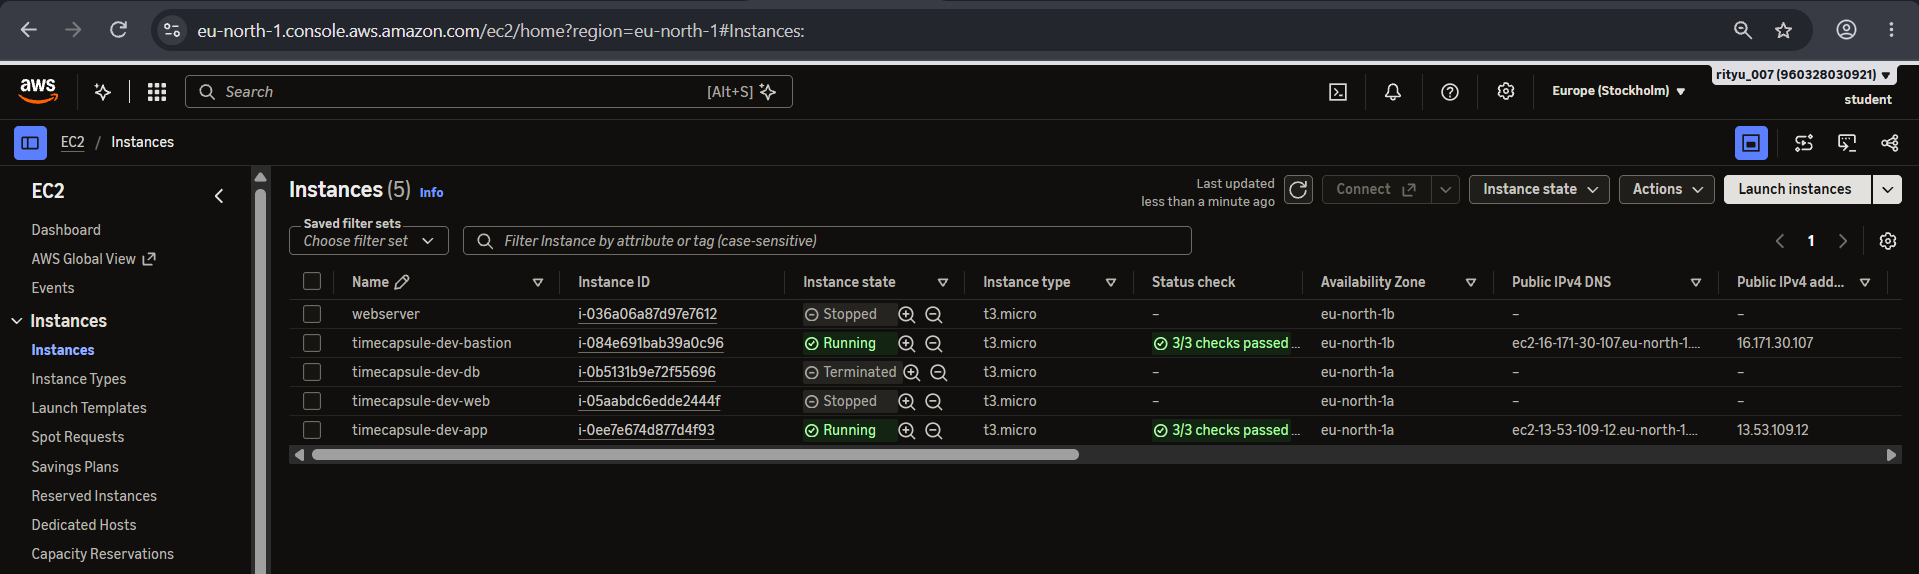 eu-north-1.console.aws.amazon.com/ec2/home?region=eu-north-1#Instances:
aws
Search
[Alt+S]
Europe (Stockholm)
rityu_007 (960328030921)
student
EC2 / Instances
EC2
Dashboard
AWS Global View
Events
Instances
Instances
Instance Types
Launch Templates
Spot Requests
Savings Plans
Reserved Instances
Dedicated Hosts
Capacity Reservations
Instances (5) Info
Last updated
less than a minute ago
Connect
Instance state
Actions
Launch instances
Saved filter sets
Choose filter set
Filter Instance by attribute or tag (case-sensitive)
1
Name Instance ID Instance state Instance type Status check Availability Zone Public IPv4 DNS Public IPv4 add...
webserver i-036a06a87d97e7612 Stopped t3.micro – eu-north-1b – –
timecapsule-dev-bastion i-084e691bab39a0c96 Running t3.micro 3/3 checks passed ... eu-north-1b ec2-16-171-30-107.eu-north-1.... 16.171.30.107
timecapsule-dev-db i-0b5131b9e72f55696 Terminated t3.micro – eu-north-1a – –
timecapsule-dev-web i-05aabdc6edde2444f Stopped t3.micro – eu-north-1a – –
timecapsule-dev-app i-0ee7e674d877d4f93 Running t3.micro 3/3 checks passed ... eu-north-1a ec2-13-53-109-12.eu-north-1.... 13.53.109.12